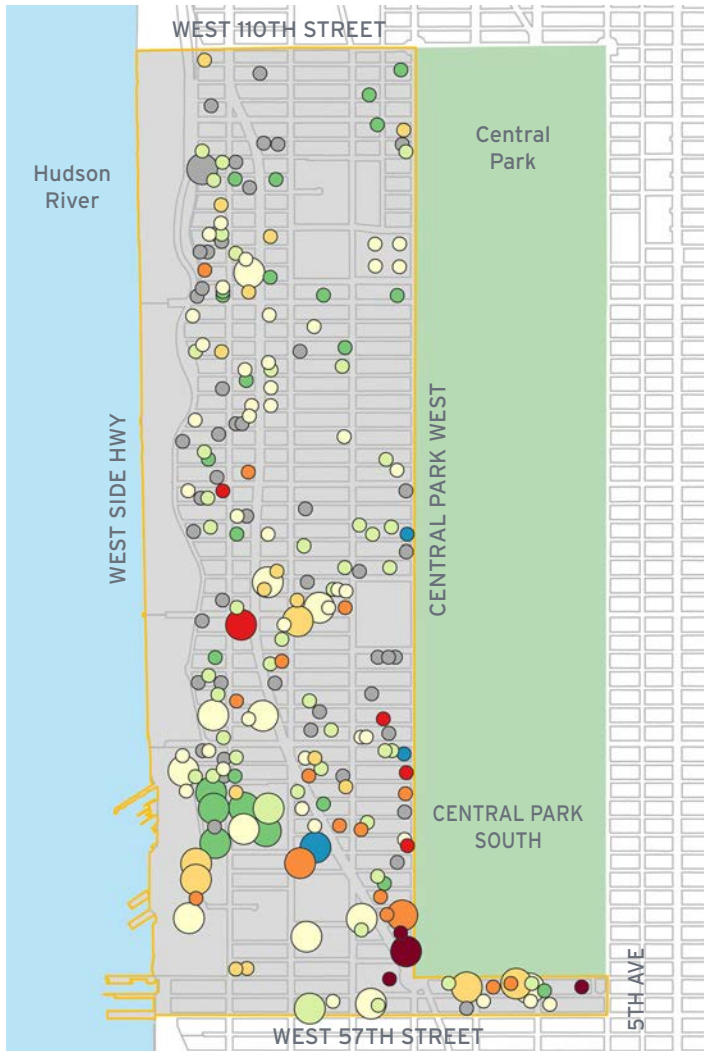 WEST 110TH STREET
Central
Park
Hudson
River
WEST SIDE HWY
CENTRAL PARK WEST
CENTRAL PARK
SOUTH
5TH AVE
WEST 57TH STREET